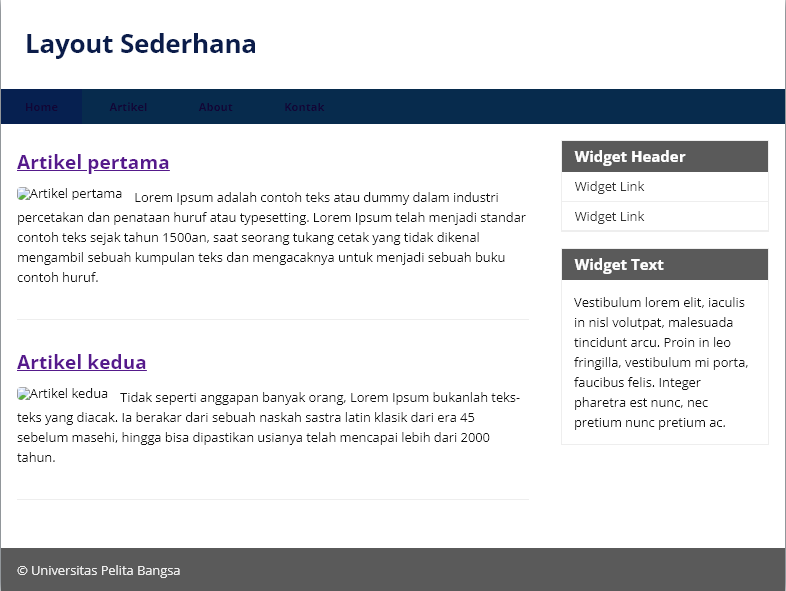 Layout Sederhana
Home Artikel About Kontak
Artikel pertama
Artikel pertama Lorem Ipsum adalah contoh teks atau dummy dalam industri
percetakan dan penataan huruf atau typesetting. Lorem Ipsum telah menjadi standar
contoh teks sejak tahun 1500an, saat seorang tukang cetak yang tidak dikenal
mengambil sebuah kumpulan teks dan mengacaknya untuk menjadi sebuah buku
contoh huruf.
Artikel kedua
Artikel kedua Tidak seperti anggapan banyak orang, Lorem Ipsum bukanlah teks-
teks yang diacak. Ia berakar dari sebuah naskah sastra latin klasik dari era 45
sebelum masehi, hingga bisa dipastikan usianya telah mencapai lebih dari 2000
tahun.
Widget Header
Widget Link
Widget Link
Widget Text
Vestibulum lorem elit, iaculis
in nisl volutpat, malesuada
tincidunt arcu. Proin in leo
fringilla, vestibulum mi porta,
faucibus felis. Integer
pharetra est nunc, nec
pretium nunc pretium ac.
© Universitas Pelita Bangsa